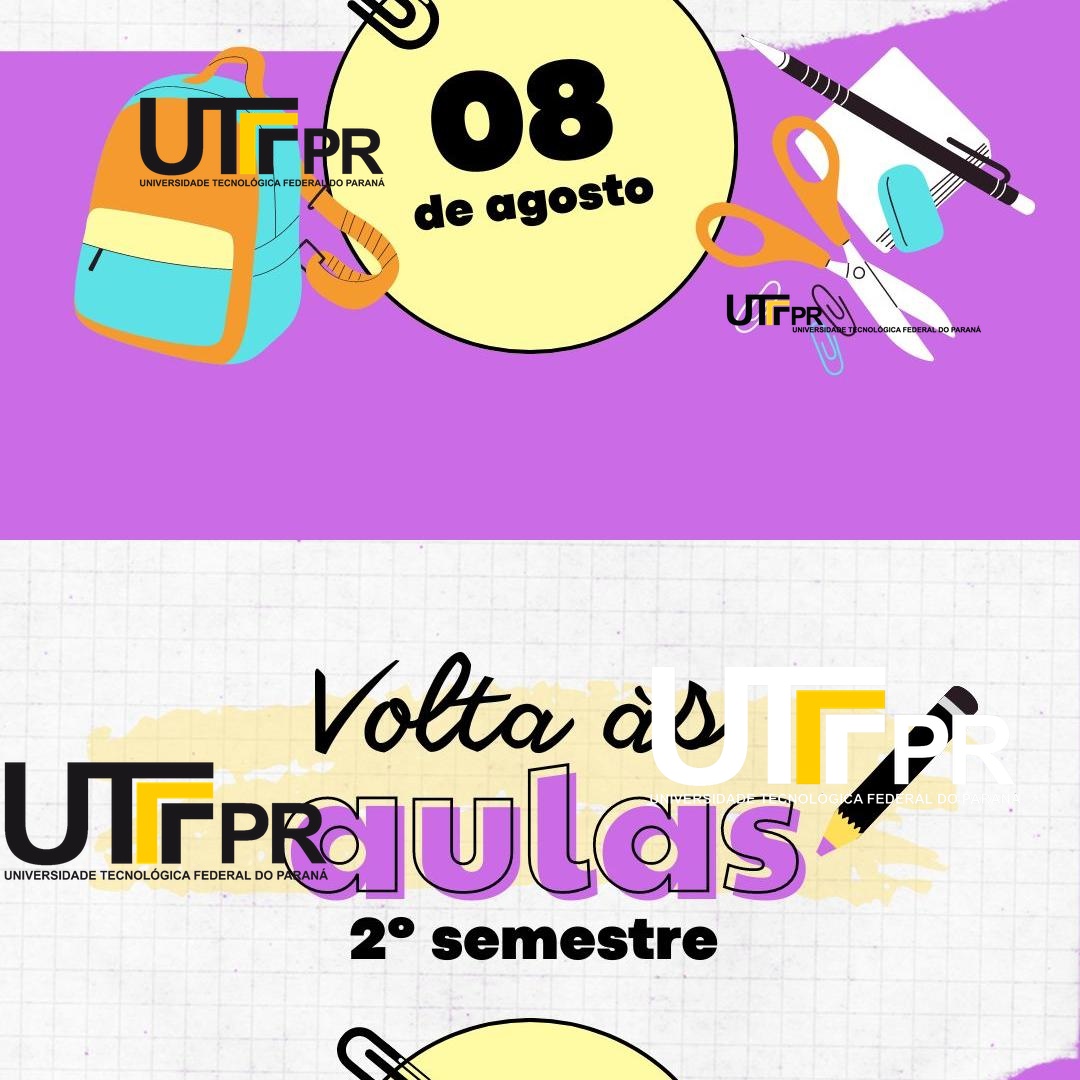 08
de agosto
UTFPR
UNIVERSIDADE TECNOLÓGICA FEDERAL DO PARANÁ
UTFPR
UNIVERSIDADE TECNOLÓGICA FEDERAL DO PARANÁ
Volta às
aulas
2º semestre
UTFPR
UNIVERSIDADE TECNOLÓGICA FEDERAL DO PARANÁ
UTFPR
UNIVERSIDADE TECNOLÓGICA FEDERAL DO PARANÁ